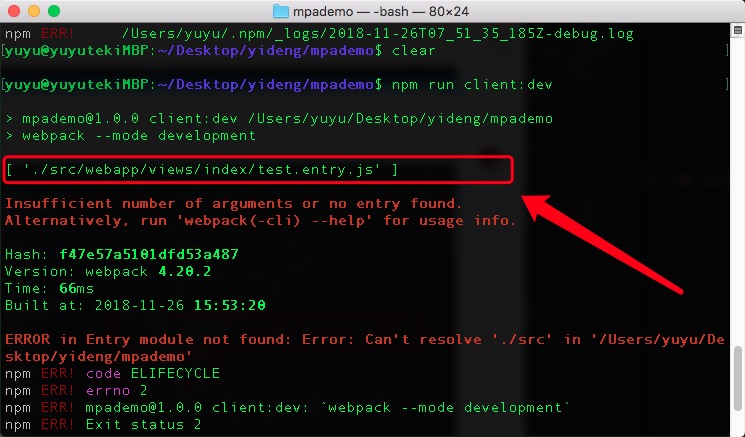 mpademo — -bash — 80×24
npm ERR!     /Users/yuyu/.npm/_logs/2018-11-26T07_51_35_185Z-debug.log
[yuyu@yuyutekiMBP:~/Desktop/yideng/mpademo$ clear ]
[yuyu@yuyutekiMBP:~/Desktop/yideng/mpademo$ npm run client:dev ]
> mpademo@1.0.0 client:dev /Users/yuyu/Desktop/yideng/mpademo
> webpack --mode development
[ './src/webapp/views/index/test.entry.js' ]
Insufficient number of arguments or no entry found.
Alternatively, run 'webpack(-cli) --help' for usage info.
Hash: f47e57a5101dfd53a487
Version: webpack 4.20.2
Time: 66ms
Built at: 2018-11-26 15:53:20
ERROR in Entry module not found: Error: Can't resolve './src' in '/Users/yuyu/De
sktop/yideng/mpademo'
npm ERR! code ELIFECYCLE
npm ERR! errno 2
npm ERR! mpademo@1.0.0 client:dev: `webpack --mode development`
npm ERR! Exit status 2